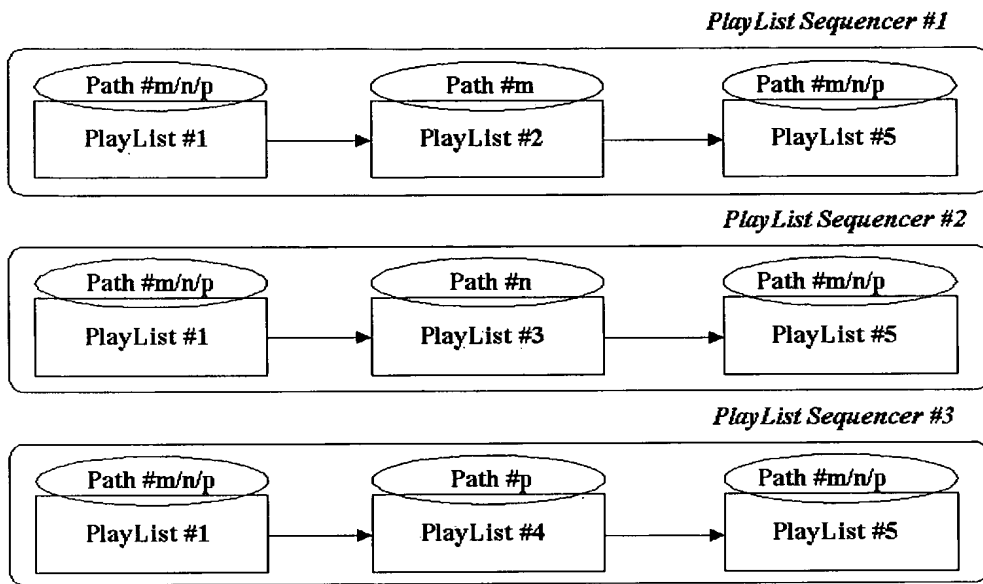 PlayList Sequencer #1
Path #m/n/p
Path #m
Path #m/n/p
PlayList #1
PlayList #2
PlayList #5
PlayList Sequencer #2
Path #m/n/p
Path #n
Path #m/n/p
PlayList #1
PlayList #3
PlayList #5
PlayList Sequencer #3
Path #m/n/p
Path #p
Path #m/n/p
PlayList #1
PlayList #4
PlayList #5